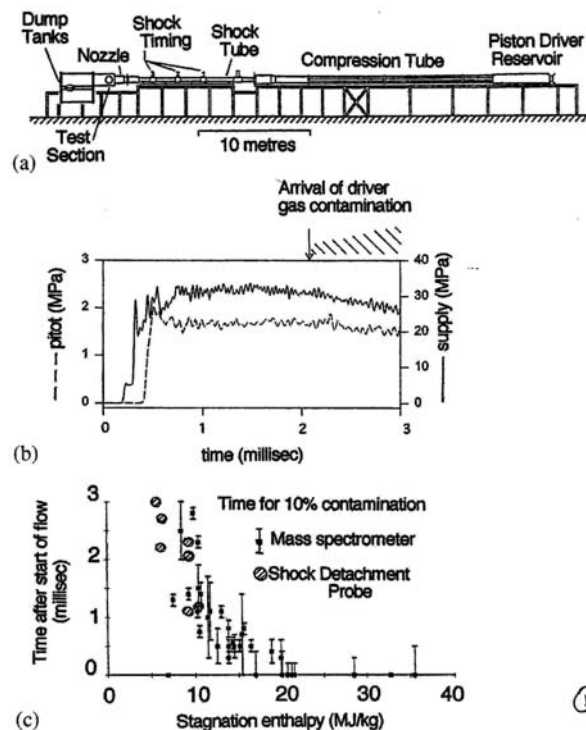 Dump
Tanks
Nozzle
Shock
Timing
Shock
Tube
Compression Tube
Piston Driver
Reservoir
Test
Section
10 metres
(a)
Arrival of driver
gas contamination
3
2
1
0
pitot (MPa)
40
30
20
10
0
supply (MPa)
0 1 2 3
time (millisec)
(b)
3
2
1
0
Time after start of flow
(millisec)
Time for 10% contamination
Mass spectrometer
Shock Detachment
Probe
0 10 20 30 40
Stagnation enthalpy (MJ/kg)
(c)